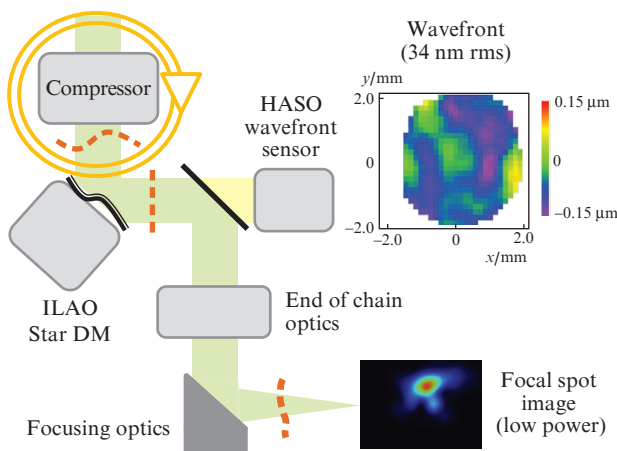 Compressor
HASO
wavefront
sensor
Wavefront
(34 nm rms)
y/mm
2.0
0
−2.0
−2.0
0
2.0
x/mm
0.15 µm
0
−0.15 µm
ILAO
Star DM
End of chain
optics
Focusing optics
Focal spot
image
(low power)